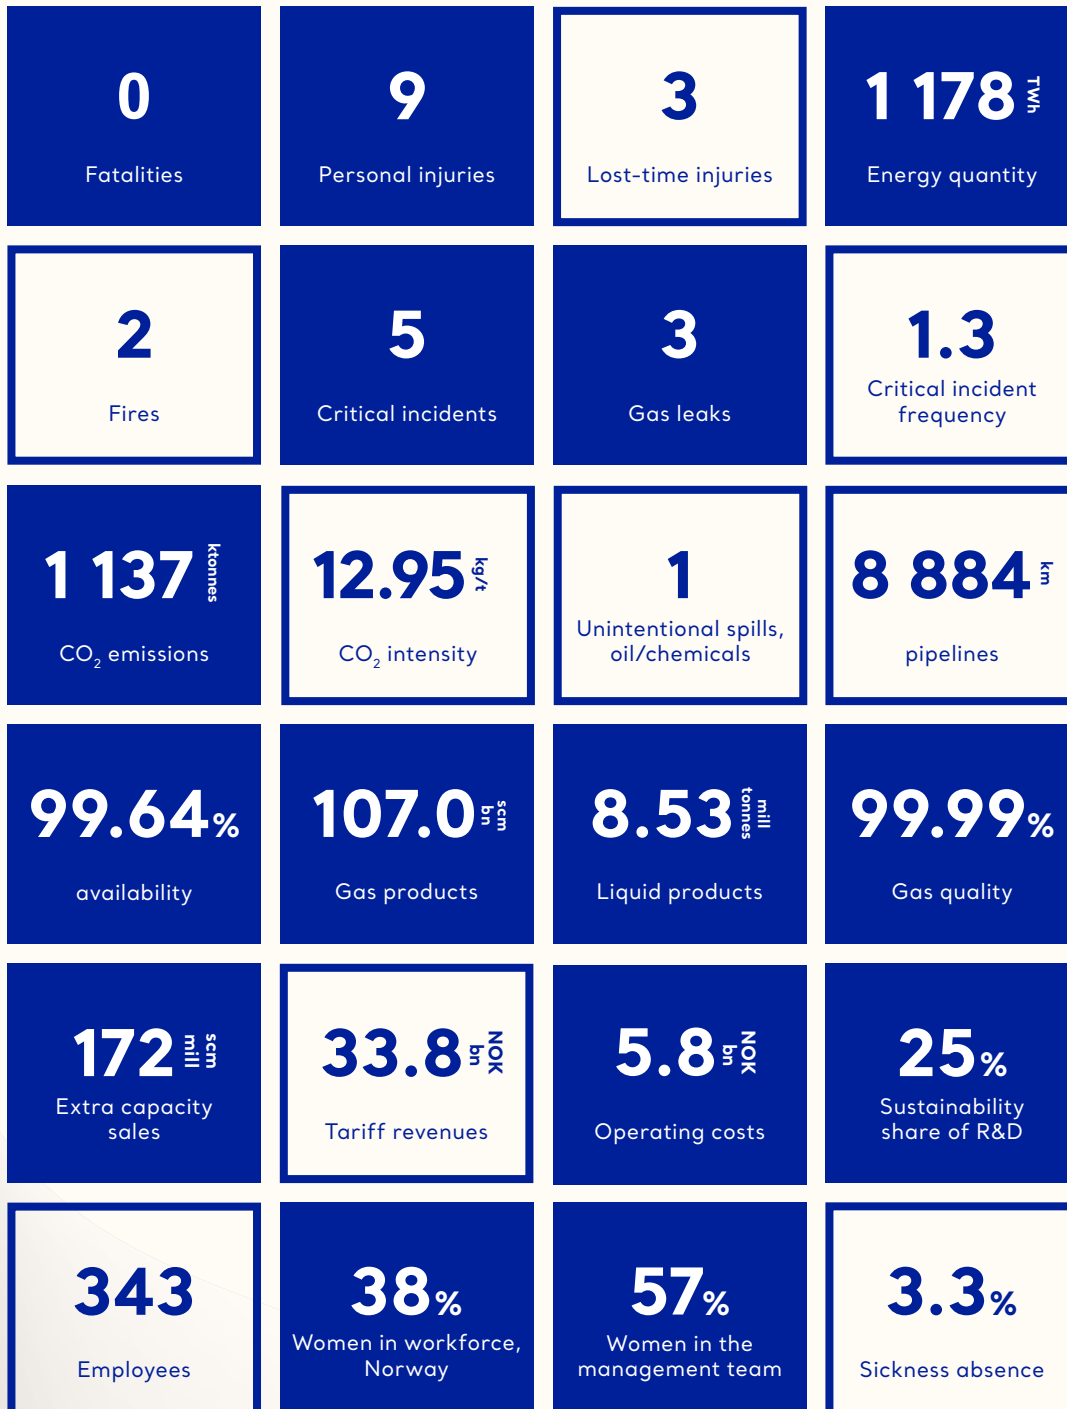 0
Fatalities
9
Personal injuries
3
Lost-time injuries
1 178 TWh
Energy quantity
2
Fires
5
Critical incidents
3
Gas leaks
1.3
Critical incident
frequency
1 137 ktonnes
CO₂ emissions
12.95 kg/t
CO₂ intensity
1
Unintentional spills,
oil/chemicals
8 884 km
pipelines
99.64%
availability
107.0 bn scm
Gas products
8.53 mill tonnes
Liquid products
99.99%
Gas quality
172 mill scm
Extra capacity
sales
33.8 bn NOK
Tariff revenues
5.8 bn NOK
Operating costs
25%
Sustainability
share of R&D
343
Employees
38%
Women in workforce,
Norway
57%
Women in the
management team
3.3%
Sickness absence